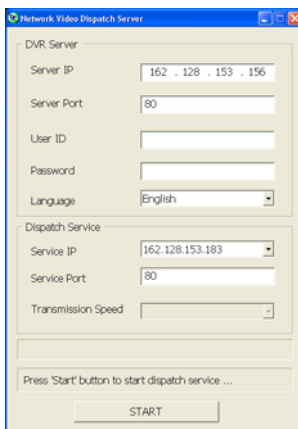 Network Video Dispatch Server
DVR Server
Server IP 162 . 128 . 153 . 156
Server Port 80
User ID
Password
Language English
Dispatch Service
Service IP 162.128.153.183
Service Port 80
Transmission Speed
Press 'Start' button to start dispatch service ...
START